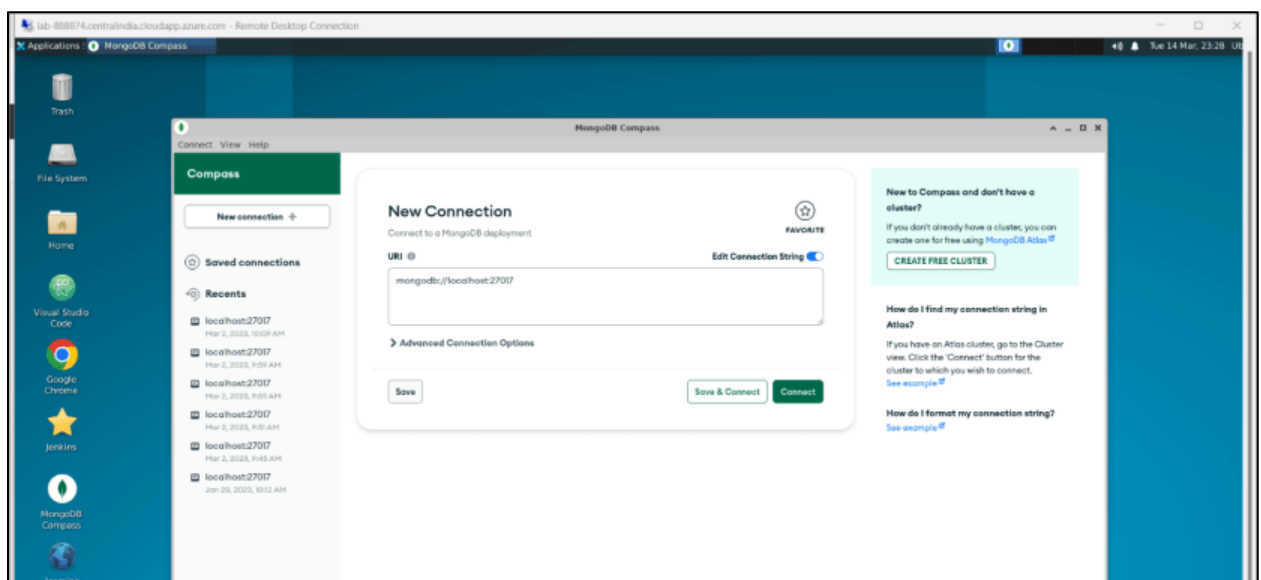 lab-888874.centralindia.cloudapp.azure.com - Remote Desktop Connection
Applications : MongoDB Compass
Tue 14 Mar, 23:28 Ub
Trash
File System
Home
Visual Studio
Code
Google
Chrome
Jenkins
MongoDB
Compass
MongoDB Compass
Connect View Help
Compass
New connection +
Saved connections
Recents
localhost:27017
Mar 2, 2023, 10:09 AM
localhost:27017
Mar 2, 2023, 9:59 AM
localhost:27017
Mar 2, 2023, 9:55 AM
localhost:27017
Mar 2, 2023, 9:51 AM
localhost:27017
Mar 2, 2023, 9:45 AM
localhost:27017
Jan 20, 2023, 10:12 AM
New Connection
Connect to a MongoDB deployment
FAVORITE
URI
Edit Connection String
mongodb://localhost:27017
Advanced Connection Options
Save
Save & Connect
Connect
New to Compass and don't have a
cluster?
If you don't already have a cluster, you can
create one for free using MongoDB Atlas
CREATE FREE CLUSTER
How do I find my connection string in
Atlas?
If you have an Atlas cluster, go to the Cluster
view. Click the 'Connect' button for the
cluster to which you wish to connect.
See example
How do I format my connection string?
See example